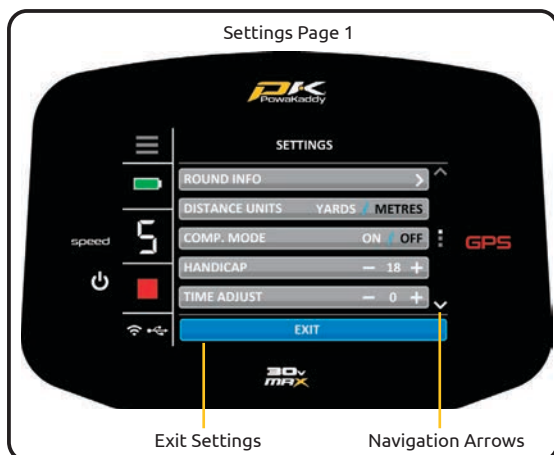 Settings Page 1
PK
PowaKaddy
SETTINGS
ROUND INFO
DISTANCE UNITS YARDS / METRES
COMP. MODE ON / OFF
speed 5
GPS
HANDICAP − 18 +
TIME ADJUST − 0 +
EXIT
30v
MAX
Exit Settings Navigation Arrows